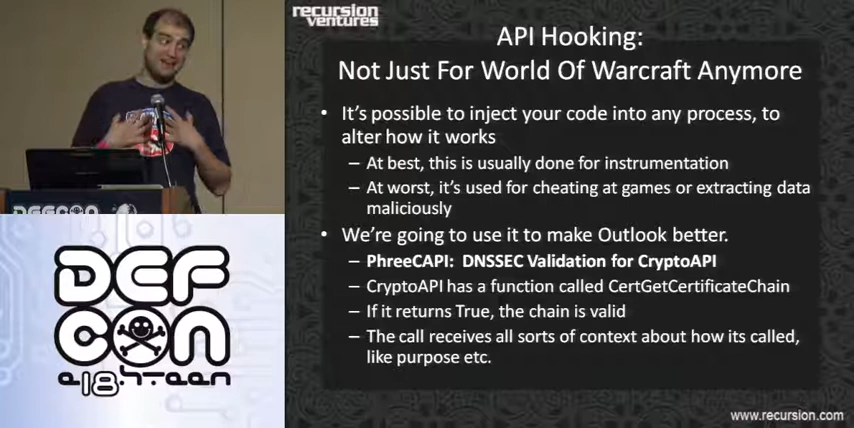 recursion
ventures
API Hooking:
Not Just For World Of Warcraft Anymore
• It's possible to inject your code into any process, to
alter how it works
– At best, this is usually done for instrumentation
– At worst, it's used for cheating at games or extracting data
maliciously
• We're going to use it to make Outlook better.
– PhreeCAPI: DNSSEC Validation for CryptoAPI
– CryptoAPI has a function called CertGetCertificateChain
– If it returns True, the chain is valid
– The call receives all sorts of context about how its called,
like purpose etc.
www.recursion.com
DEFCON
DEF
CON
e18hteen